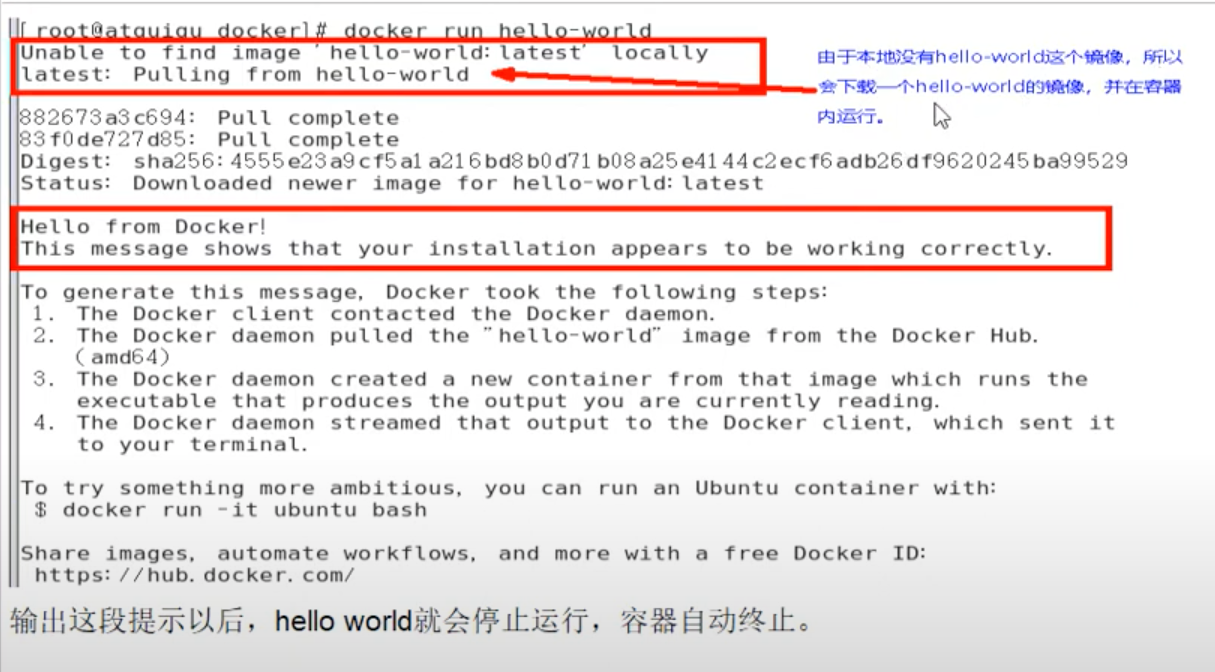 [root@atguigu docker]# docker run hello-world
Unable to find image 'hello-world:latest' locally
latest: Pulling from hello-world
由于本地没有hello-world这个镜像，所以
会下载一个hello-world的镜像，并在容器
内运行。
882673a3c694: Pull complete
83f0de727d85: Pull complete
Digest: sha256:4555e23a9cf5a1a216bd8b0d71b08a25e4144c2ecf6adb26df9620245ba99529
Status: Downloaded newer image for hello-world:latest
Hello from Docker!
This message shows that your installation appears to be working correctly.
To generate this message, Docker took the following steps:
1. The Docker client contacted the Docker daemon.
2. The Docker daemon pulled the "hello-world" image from the Docker Hub.
(amd64)
3. The Docker daemon created a new container from that image which runs the
executable that produces the output you are currently reading.
4. The Docker daemon streamed that output to the Docker client, which sent it
to your terminal.
To try something more ambitious, you can run an Ubuntu container with:
$ docker run -it ubuntu bash
Share images, automate workflows, and more with a free Docker ID:
https://hub.docker.com/
输出这段提示以后，hello world就会停止运行，容器自动终止。